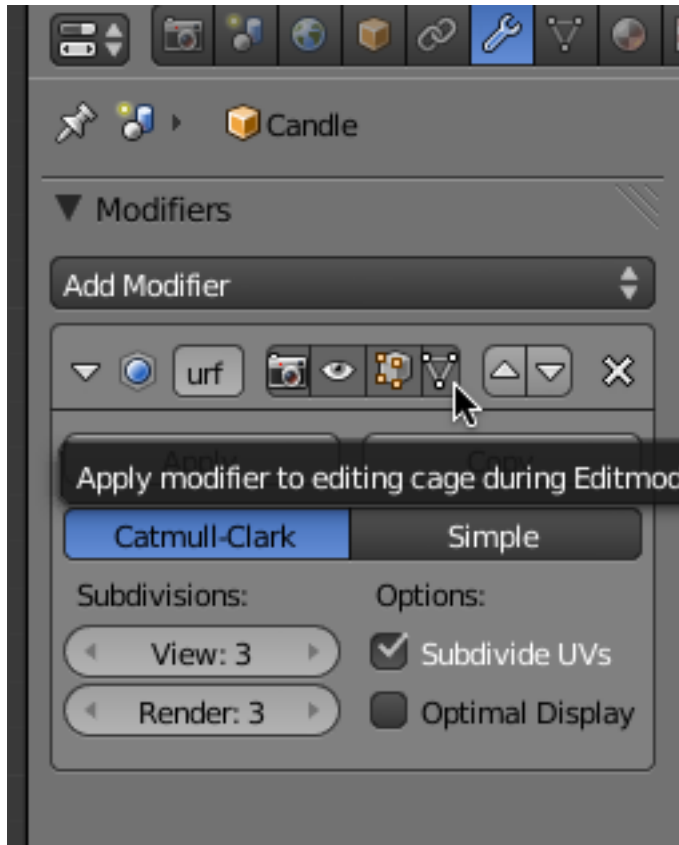 Candle
Modifiers
Add Modifier
urf
Apply modifier to editing cage during Editmod
Catmull-Clark
Simple
Subdivisions:
Options:
View: 3
Subdivide UVs
Render: 3
Optimal Display